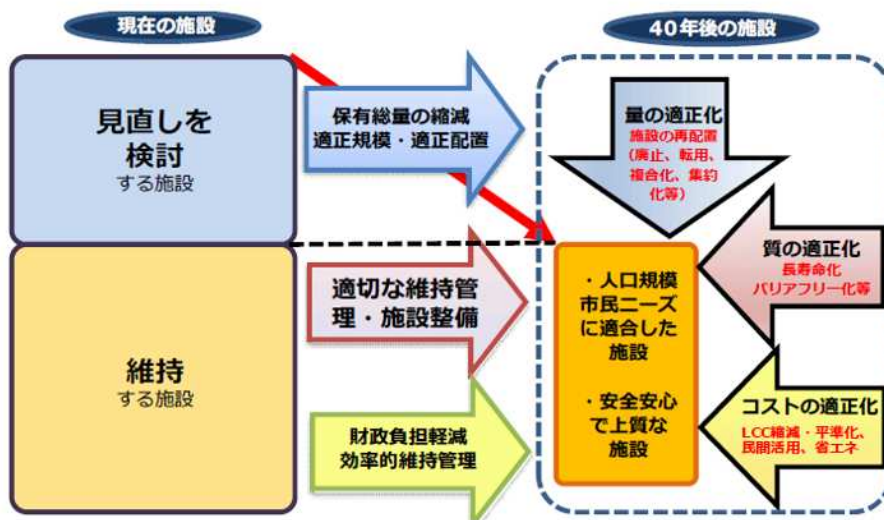 現在の施設
40年後の施設
見直しを
検討
する施設
保有総量の縮減
適正規模・適正配置
量の適正化
施設の再配置
(廃止、転用、
複合化、集約
化等)
維持
する施設
適切な維持管
理・施設整備
財政負担軽減
効率的維持管理
・人口規模
市民ニーズ
に適合した
施設
・安全安心
で上質な
施設
質の適正化
長寿命化
バリアフリー化等
コストの適正化
LCC縮減・平準化、
民間活用、省エネ